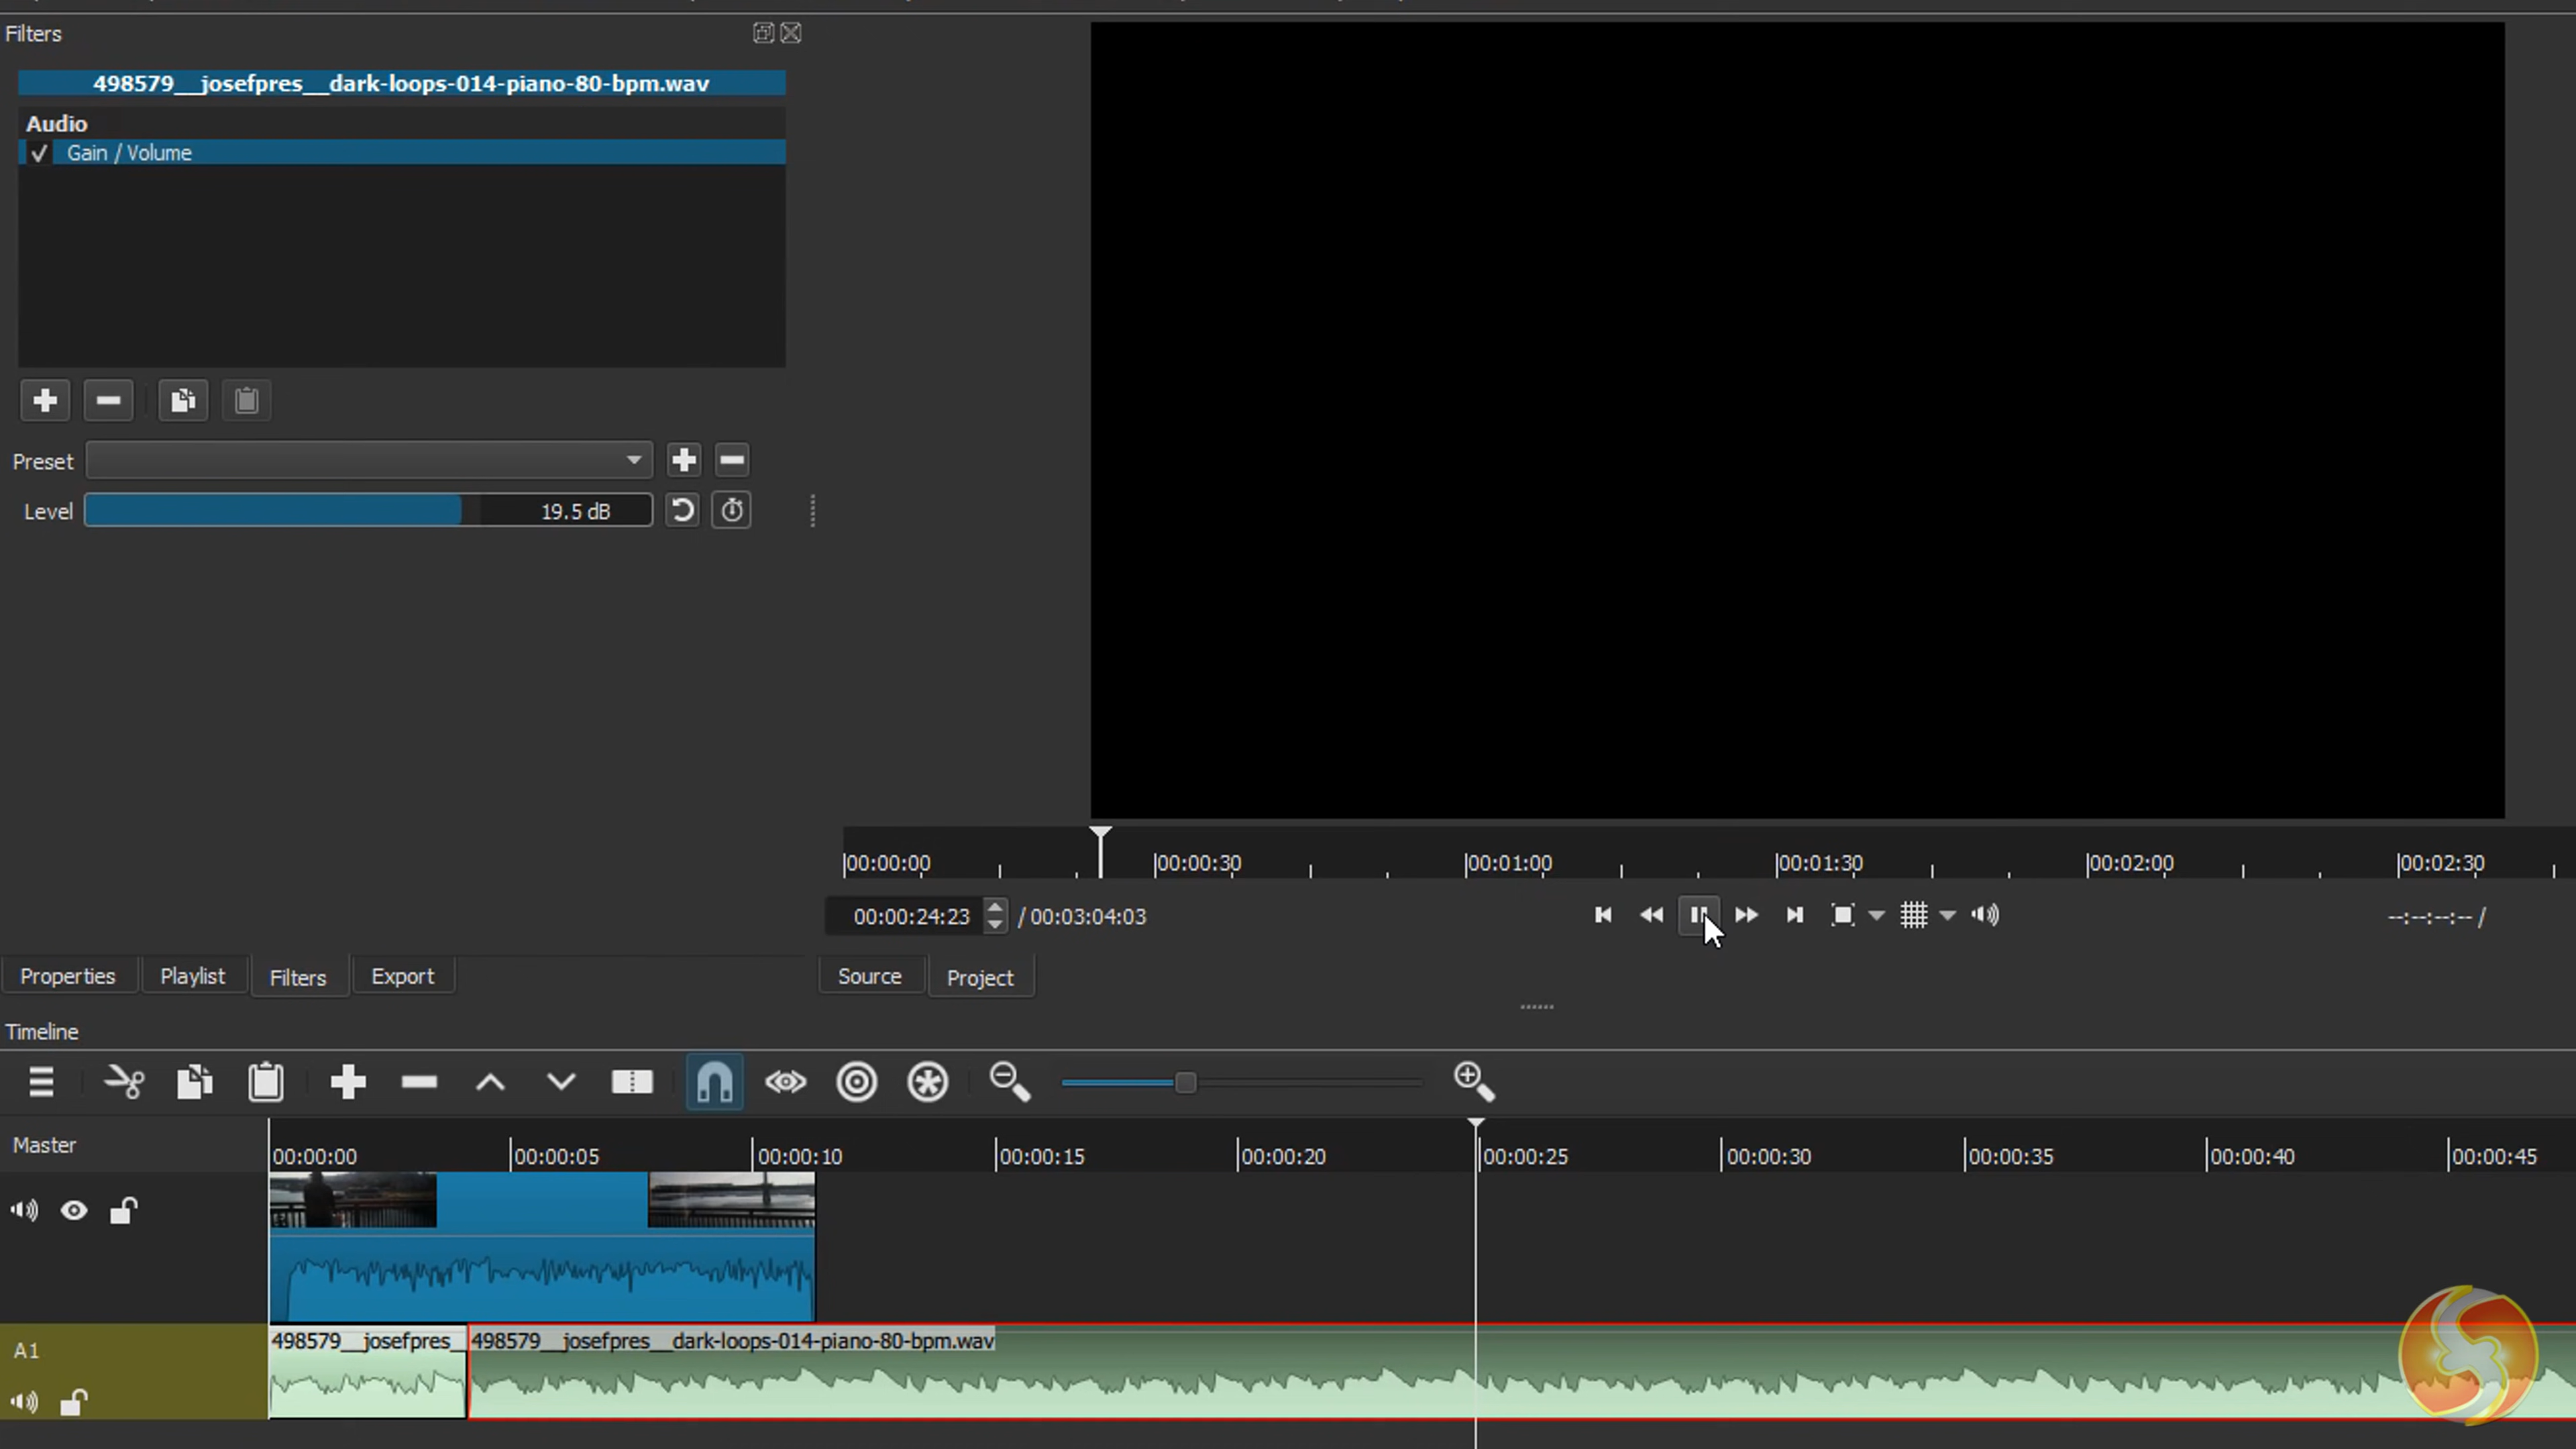 Filters
498579__josefpres__dark-loops-014-piano-80-bpm.wav
Audio
Gain / Volume
Preset
Level 19.5 dB
00:00:00 00:00:30 00:01:00 00:01:30 00:02:00 00:02:30
00:00:24:23 / 00:03:04:03 --:--:--:-- /
Properties Playlist Filters Export Source Project
Timeline
Master 00:00:00 00:00:05 00:00:10 00:00:15 00:00:20 00:00:25 00:00:30 00:00:35 00:00:40 00:00:45
A1 498579__josefpres_ 498579__josefpres__dark-loops-014-piano-80-bpm.wav